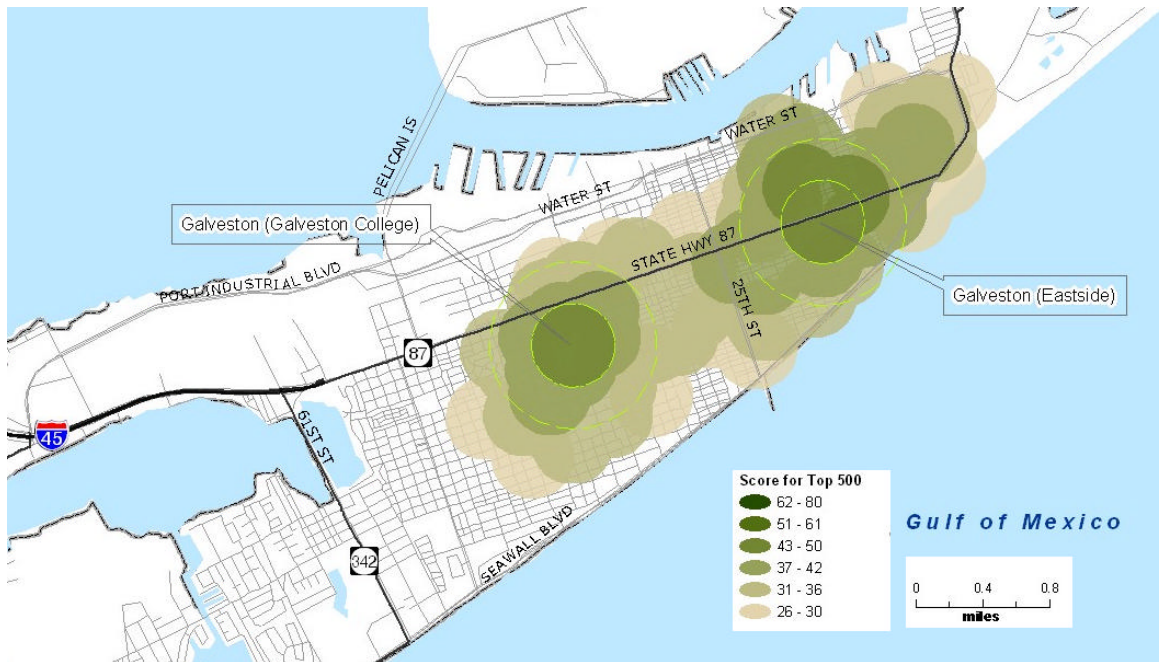 PELICAN IS
WATER ST
Galveston (Galveston College)
WATER ST
STATE HWY 87
PORT INDUSTRIAL BLVD
25TH ST
Galveston (Eastside)
87
45
61ST ST
342
SEAWALL BLVD
Gulf of Mexico
Score for Top 500
62 - 80
51 - 61
43 - 50
37 - 42
31 - 36
26 - 30
0 0.4 0.8
miles